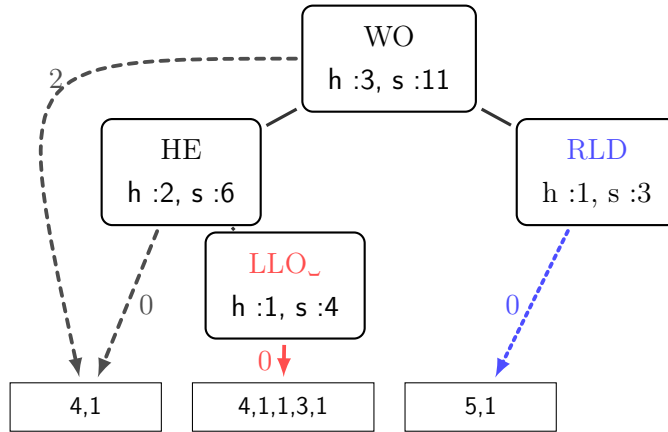 WO
h :3, s :11
2
HE
h :2, s :6
RLD
h :1, s :3
LLO⌣
h :1, s :4
0
0
0
4,1
4,1,1,3,1
5,1